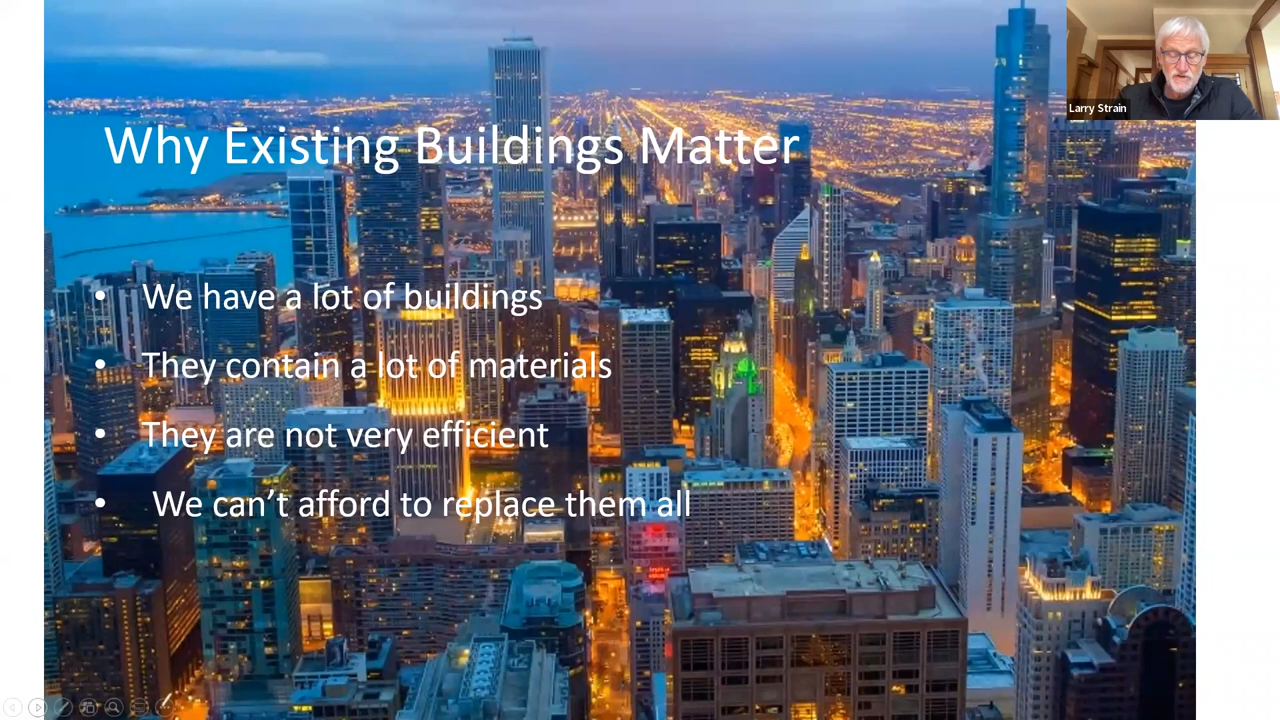 Larry Strain
Why Existing Buildings Matter
• We have a lot of buildings
• They contain a lot of materials
• They are not very efficient
• We can’t afford to replace them all